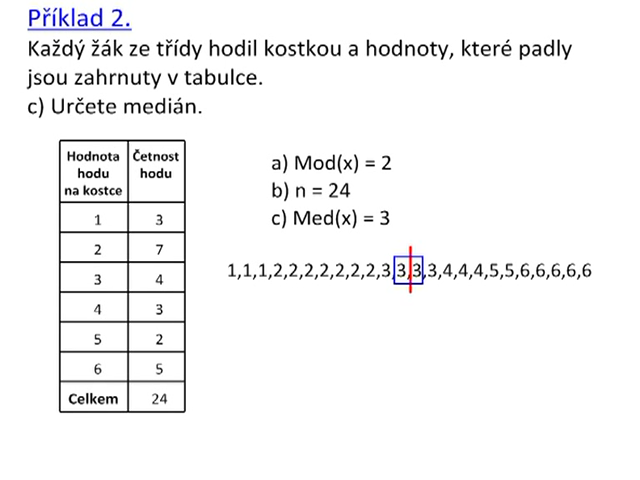 Příklad 2.
Každý žák ze třídy hodil kostkou a hodnoty, které padly
jsou zahrnuty v tabulce.
c) Určete medián.
Hodnota hodu na kostce Četnost hodu
1 3
2 7
3 4
4 3
5 2
6 5
Celkem 24
a) Mod(x) = 2
b) n = 24
c) Med(x) = 3
1,1,1,2,2,2,2,2,2,2,3,3,3,3,4,4,4,5,5,6,6,6,6,6